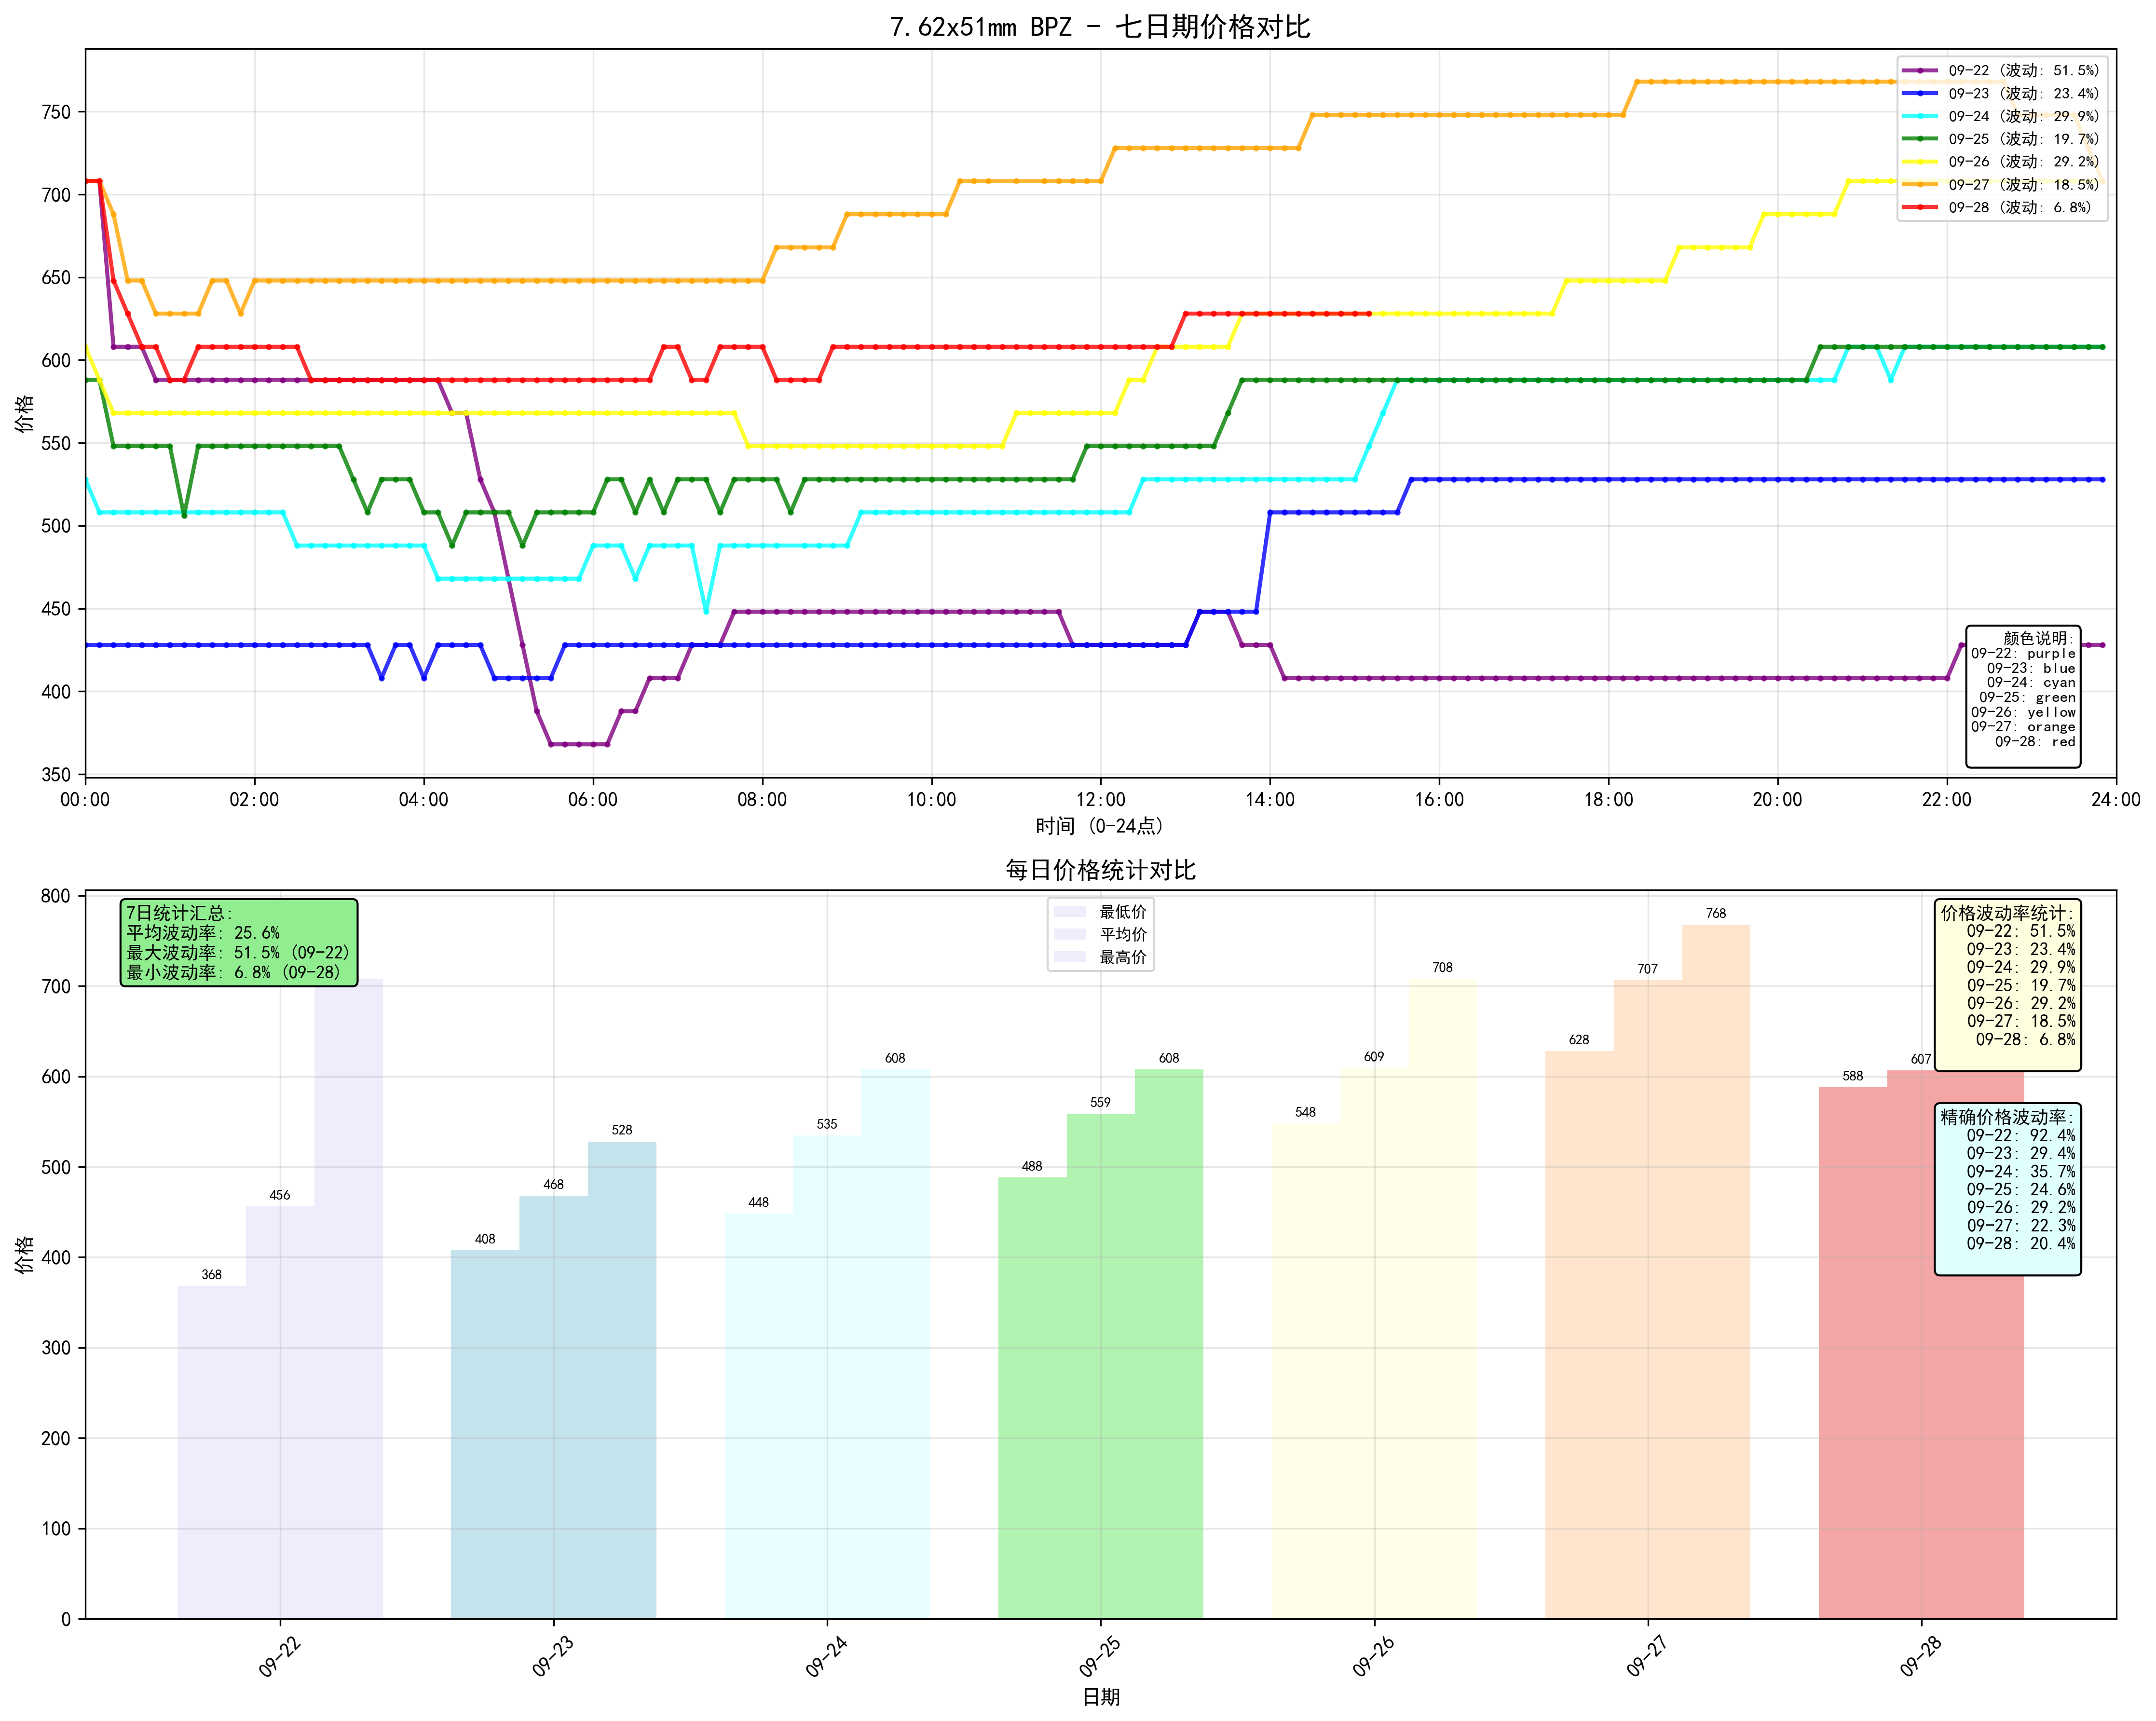 7.62x51mm BPZ - 七日期价格对比
价格
750
700
650
600
550
500
450
400
350
09-22 (波动: 51.5%)
09-23 (波动: 23.4%)
09-24 (波动: 29.9%)
09-25 (波动: 19.7%)
09-26 (波动: 29.2%)
09-27 (波动: 18.5%)
09-28 (波动: 6.8%)
颜色说明:
09-22: purple
09-23: blue
09-24: cyan
09-25: green
09-26: yellow
09-27: orange
09-28: red
00:00 02:00 04:00 06:00 08:00 10:00 12:00 14:00 16:00 18:00 20:00 22:00 24:00
时间 (0-24点)
每日价格统计对比
价格
800
700
600
500
400
300
200
100
0
7日统计汇总:
平均波动率: 25.6%
最大波动率: 51.5% (09-22)
最小波动率: 6.8% (09-28)
最低价
平均价
最高价
价格波动率统计:
09-22: 51.5%
09-23: 23.4%
09-24: 29.9%
09-25: 19.7%
09-26: 29.2%
09-27: 18.5%
09-28: 6.8%
精确价格波动率:
09-22: 92.4%
09-23: 29.4%
09-24: 35.7%
09-25: 24.6%
09-26: 29.2%
09-27: 22.3%
09-28: 20.4%
368
456
408
468
528
448
535
608
488
559
608
548
609
708
628
707
768
588
607
09-22 09-23 09-24 09-25 09-26 09-27 09-28
日期